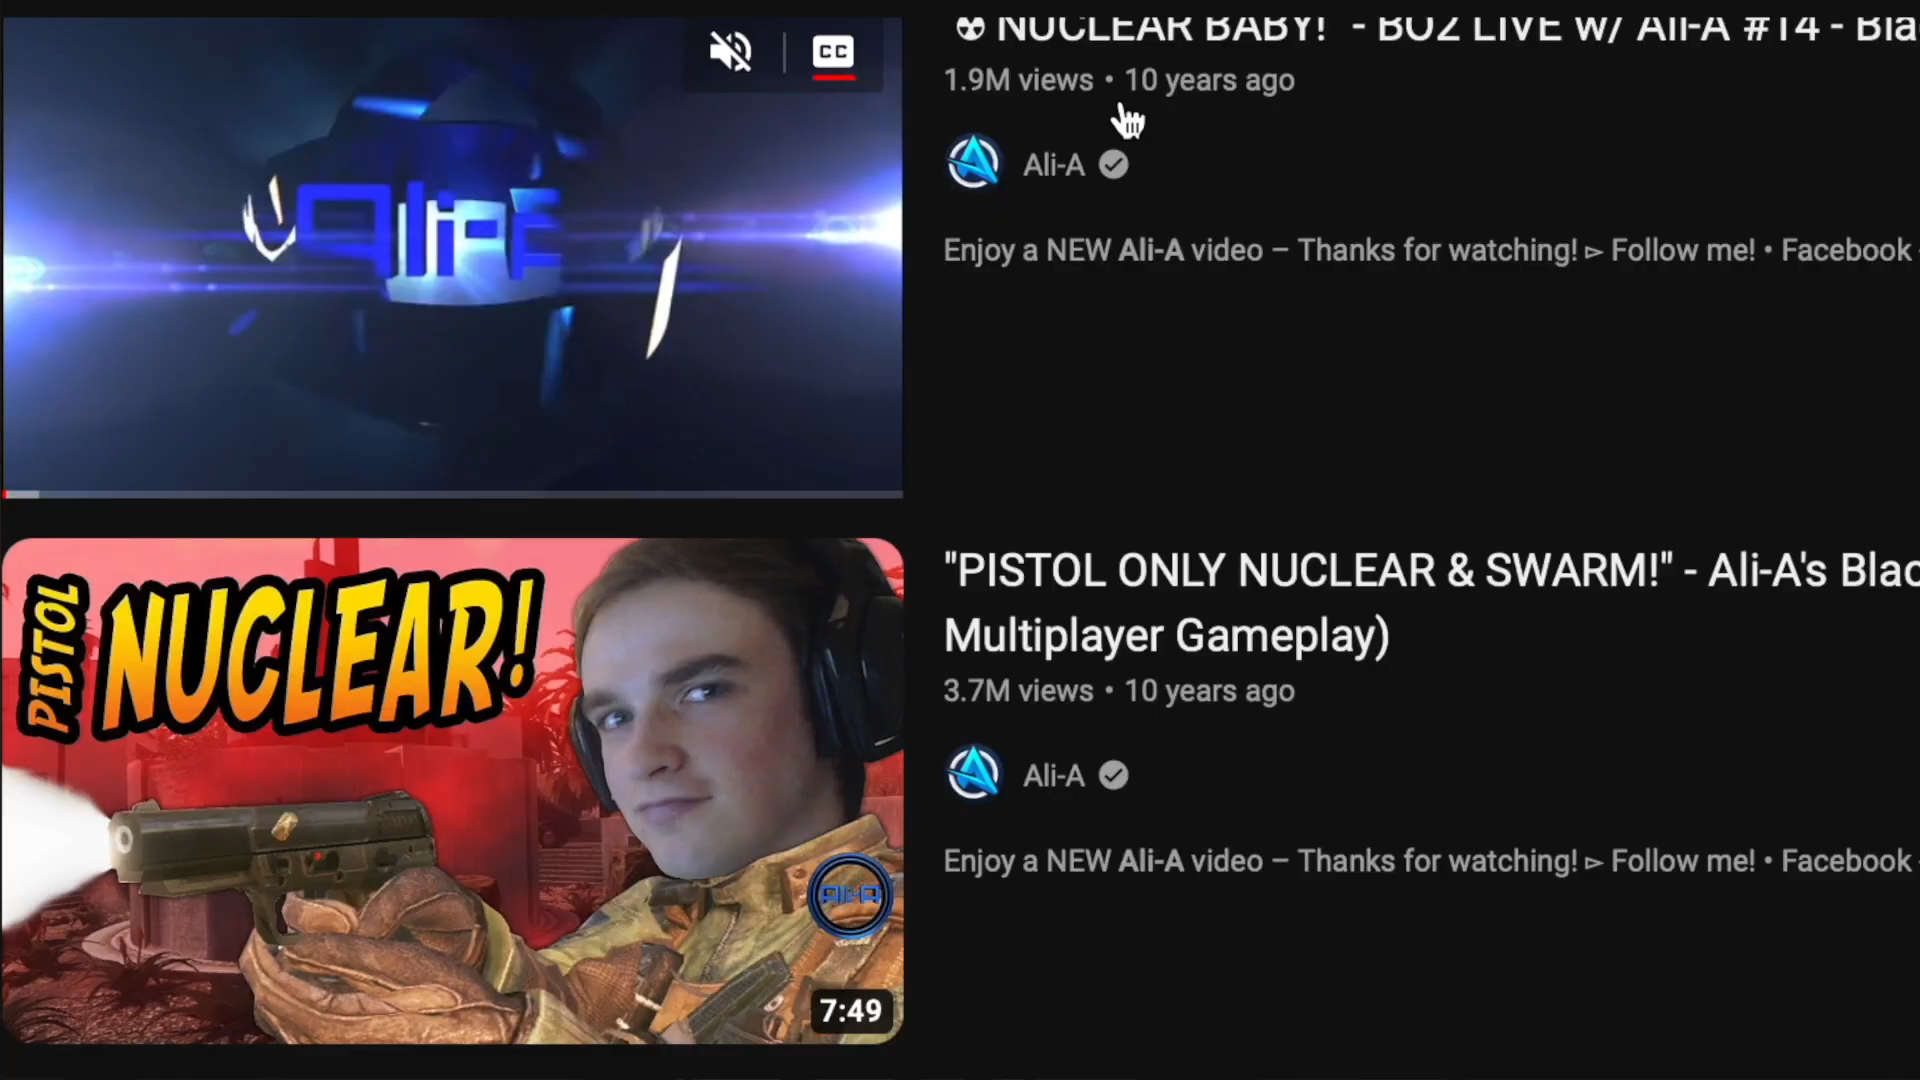 ☢ NUCLEAR BABY! - BO2 LIVE w/ Ali-A #14 - Bla
1.9M views • 10 years ago
CC
Ali-A
Ali-A
Enjoy a NEW Ali-A video – Thanks for watching! ▻ Follow me! • Facebook
PISTOL
NUCLEAR!
Ali-A
7:49
"PISTOL ONLY NUCLEAR & SWARM!" - Ali-A's Blac
Multiplayer Gameplay)
3.7M views • 10 years ago
Ali-A
Enjoy a NEW Ali-A video – Thanks for watching! ▻ Follow me! • Facebook